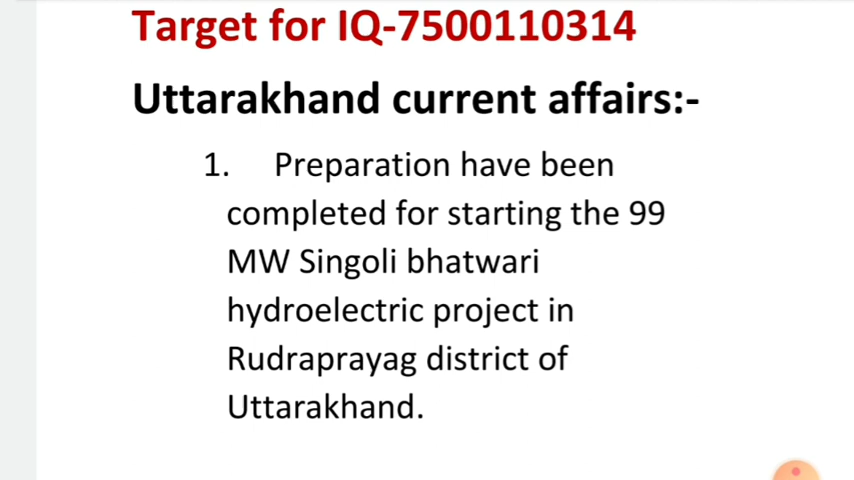 Target for IQ-7500110314
Uttarakhand current affairs:-
1. Preparation have been
completed for starting the 99
MW Singoli bhatwari
hydroelectric project in
Rudraprayag district of
Uttarakhand.